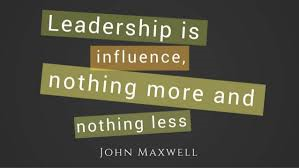 Leadership is
influence,
nothing more and
nothing less
JOHN MAXWELL